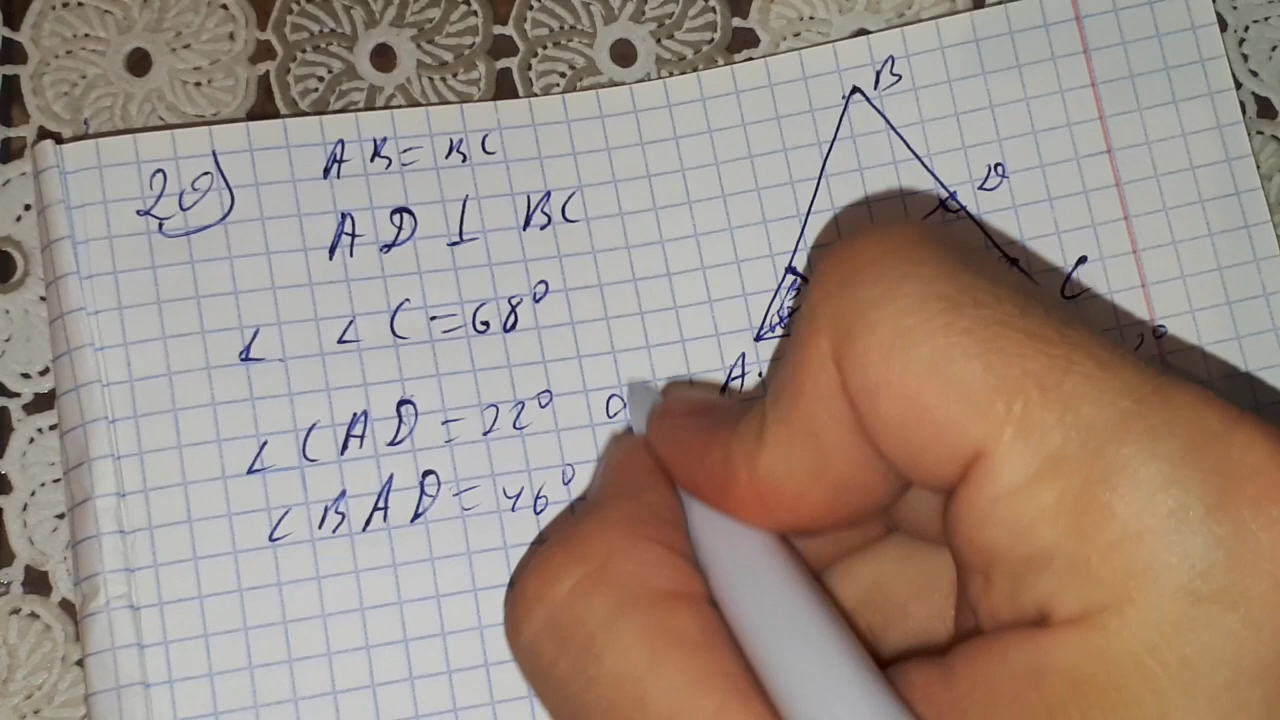 20) AB = BC
AD ⊥ BC
∠ ∠ C = 68°
∠ CAD = 22°
∠ BAD = 46°
B
D
C
A